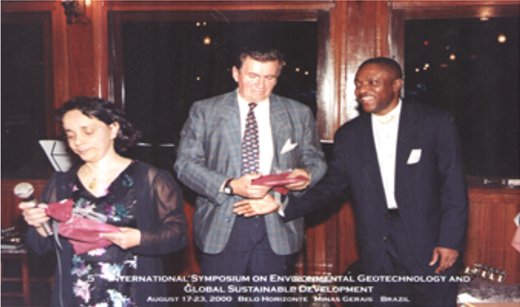 5th International Symposium on Environmental Geotechnology and
Global Sustainable Development
August 17-23, 2000 Belo Horizonte Minas Gerais Brazil